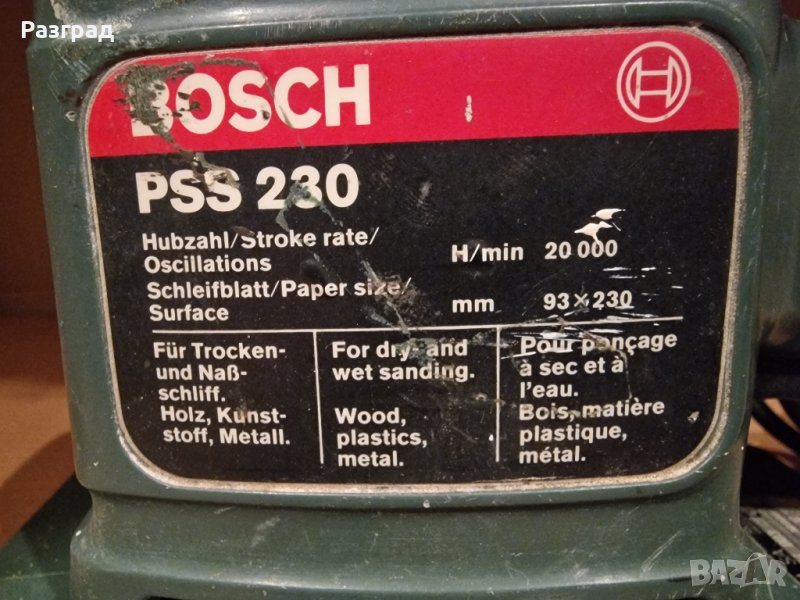 Разград
BOSCH
PSS 230
Hubzahl/Stroke rate/
Oscillations
H/min 20 000
Schleifblatt/Paper size/
Surface
mm 93×230
Für Trocken-
und Naß-
schliff.
Holz, Kunst-
stoff, Metall.
For dry- and
wet sanding.
Wood,
plastics,
metal.
Pour ponçage
à sec et à
l'eau.
Bois, matière
plastique,
métal.
BAZAR